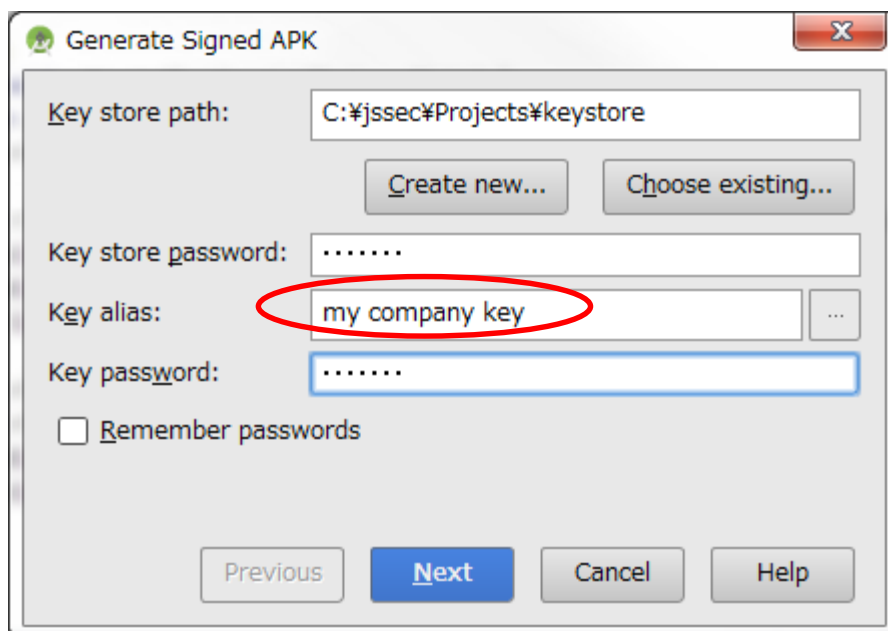 Generate Signed APK
Key store path: C:¥jssec¥Projects¥keystore
Create new... Choose existing...
Key store password: •••••••
Key alias: my company key ...
Key password: •••••••
Remember passwords
Previous Next Cancel Help